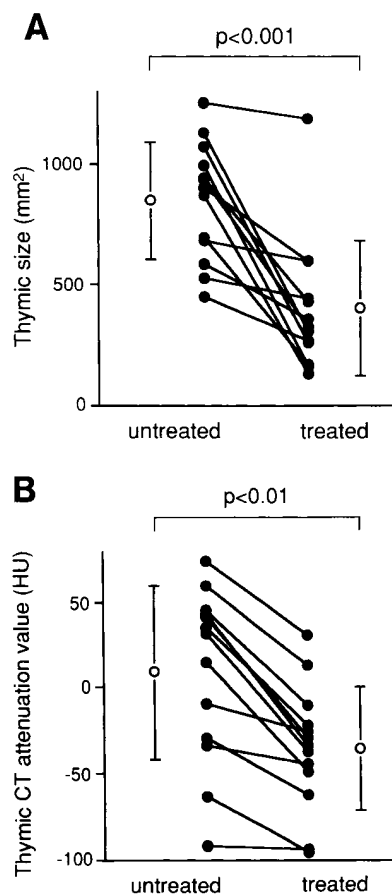 A
p<0.001
Thymic size (mm²)
1000
500
0
untreated treated
B
p<0.01
Thymic CT attenuation value (HU)
50
0
-50
-100
untreated treated